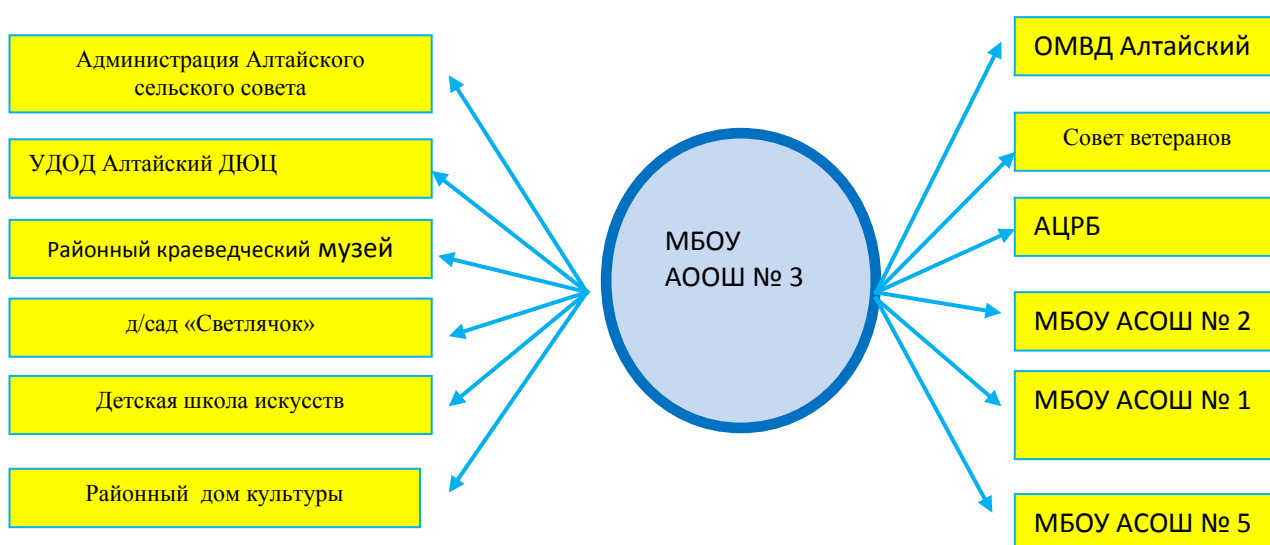 Администрация Алтайского
сельского совета
УДОД Алтайский ДЮЦ
Районный краеведческий музей
д/сад «Светлячок»
Детская школа искусств
Районный дом культуры
МБОУ
АООШ № 3
ОМВД Алтайский
Совет ветеранов
АЦРБ
МБОУ АСОШ № 2
МБОУ АСОШ № 1
МБОУ АСОШ № 5